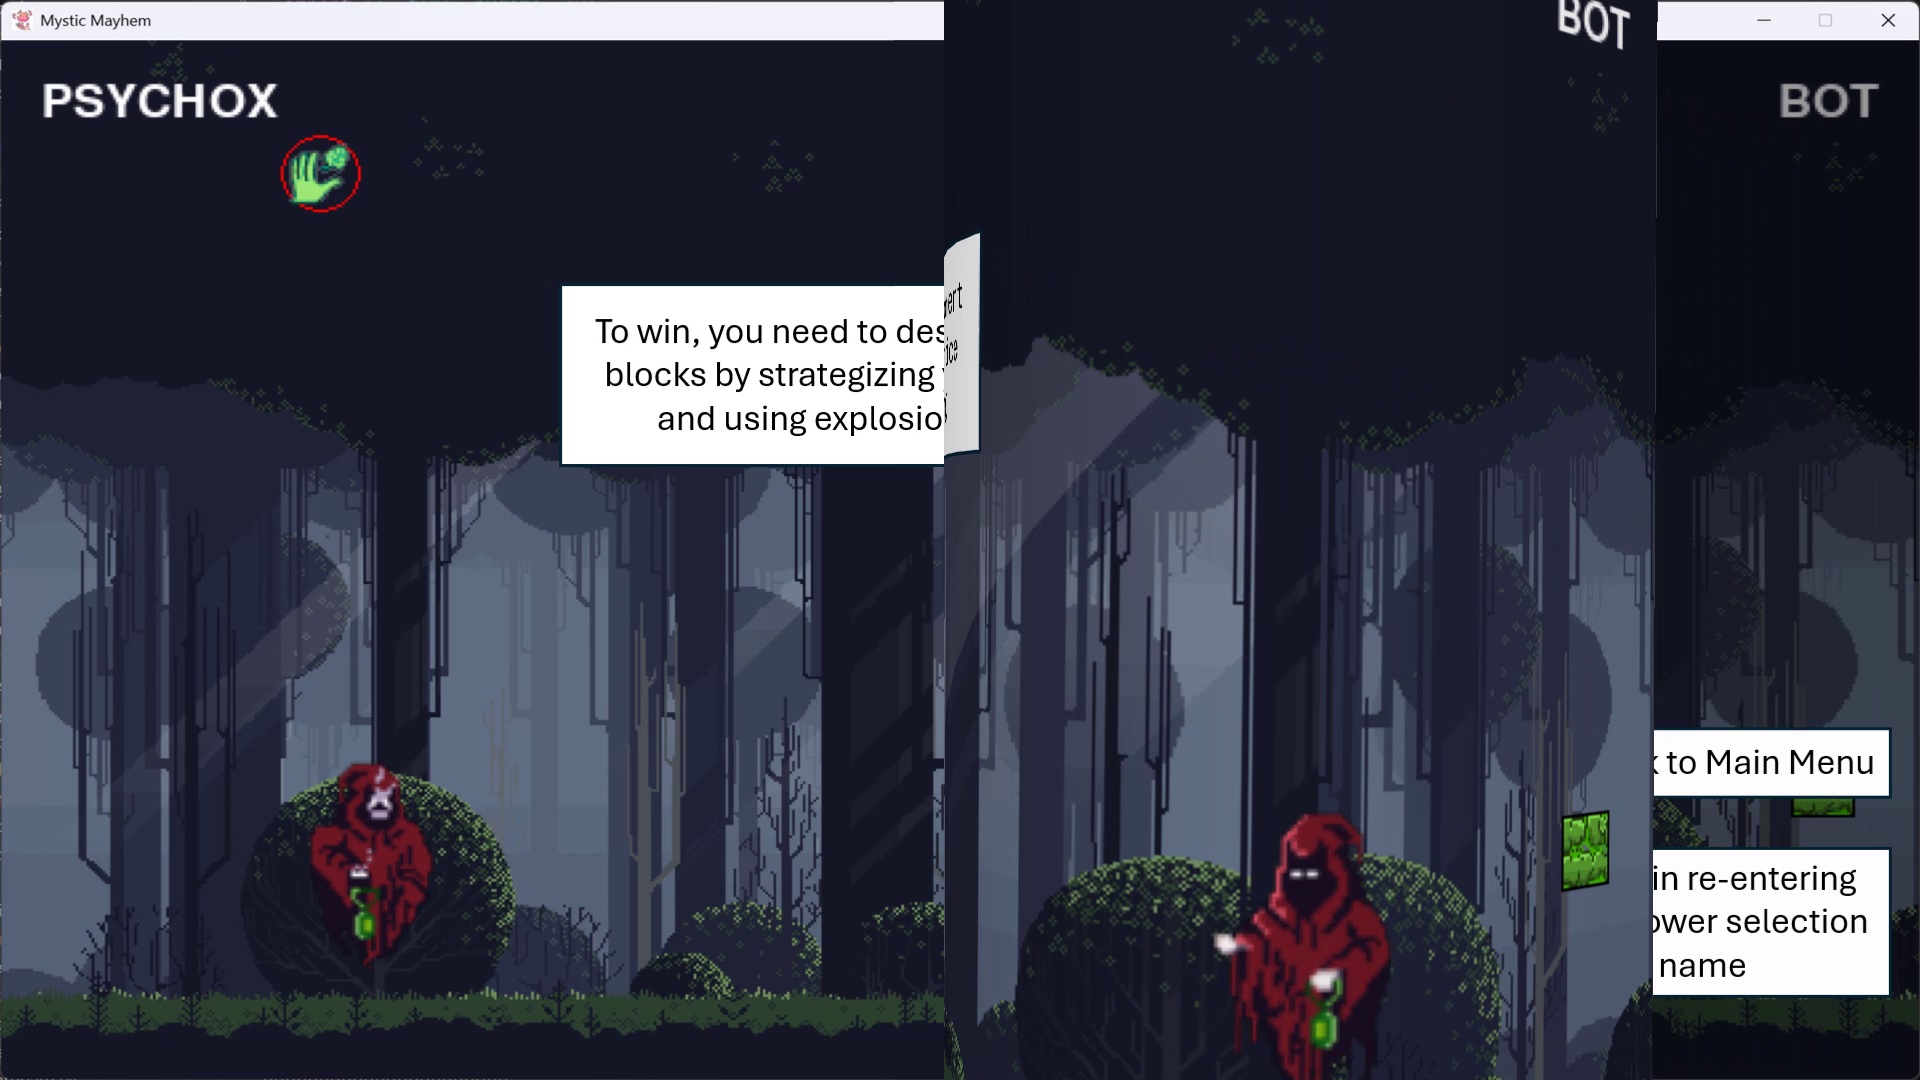 Mystic Mayhem
PSYCHOX
BOT
BOT
To win, you need to des
blocks by strategizing
and using explosio
to Main Menu
in re-entering
ower selection
name